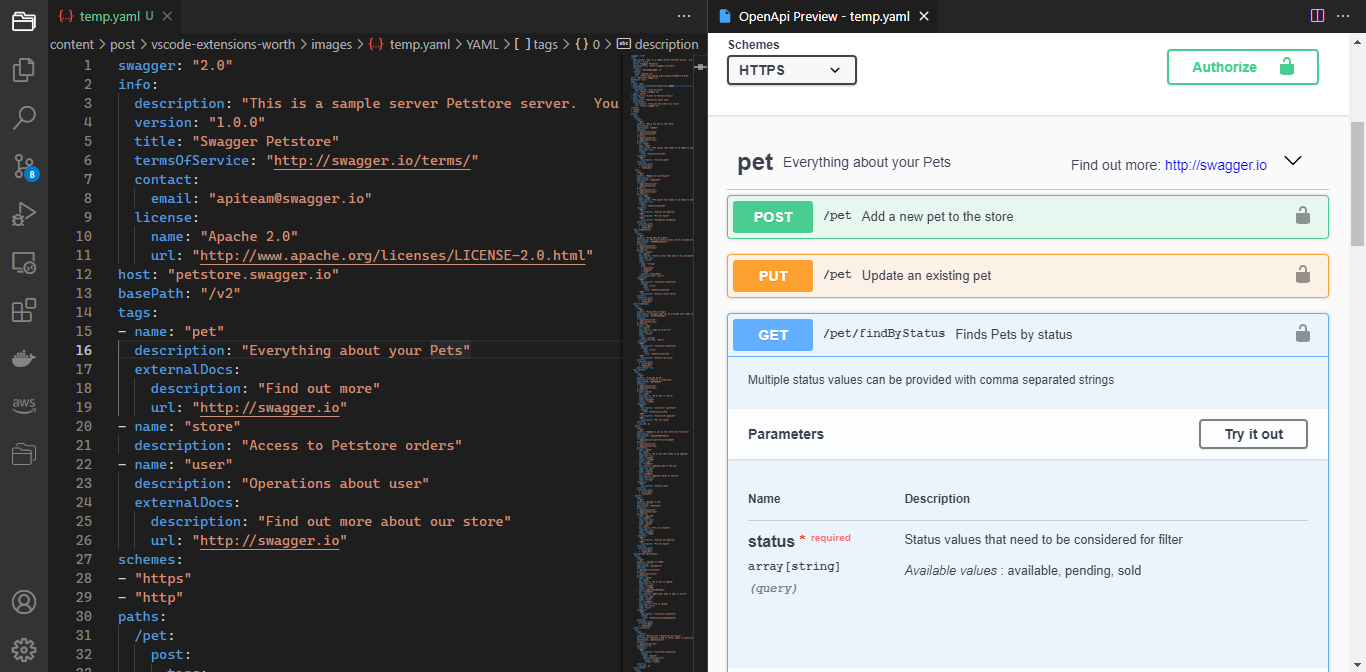 temp.yaml U
OpenApi Preview - temp.yaml
content > post > vscode-extensions-worth > images > temp.yaml > YAML > [ ] tags > { } 0 > abc description
1 swagger: "2.0"
2 info:
3 description: "This is a sample server Petstore server.  You
4 version: "1.0.0"
5 title: "Swagger Petstore"
6 termsOfService: "http://swagger.io/terms/"
7 contact:
8 email: "apiteam@swagger.io"
9 license:
10 name: "Apache 2.0"
11 url: "http://www.apache.org/licenses/LICENSE-2.0.html"
12 host: "petstore.swagger.io"
13 basePath: "/v2"
14 tags:
15 - name: "pet"
16 description: "Everything about your Pets"
17 externalDocs:
18 description: "Find out more"
19 url: "http://swagger.io"
20 - name: "store"
21 description: "Access to Petstore orders"
22 - name: "user"
23 description: "Operations about user"
24 externalDocs:
25 description: "Find out more about our store"
26 url: "http://swagger.io"
27 schemes:
28 - "https"
29 - "http"
30 paths:
31 /pet:
32 post:
8
aws
Schemes
HTTPS
Authorize
pet Everything about your Pets Find out more: http://swagger.io
POST /pet Add a new pet to the store
PUT /pet Update an existing pet
GET /pet/findByStatus Finds Pets by status
Multiple status values can be provided with comma separated strings
Parameters Try it out
Name Description
status * required Status values that need to be considered for filter
array[string] Available values : available, pending, sold
(query)